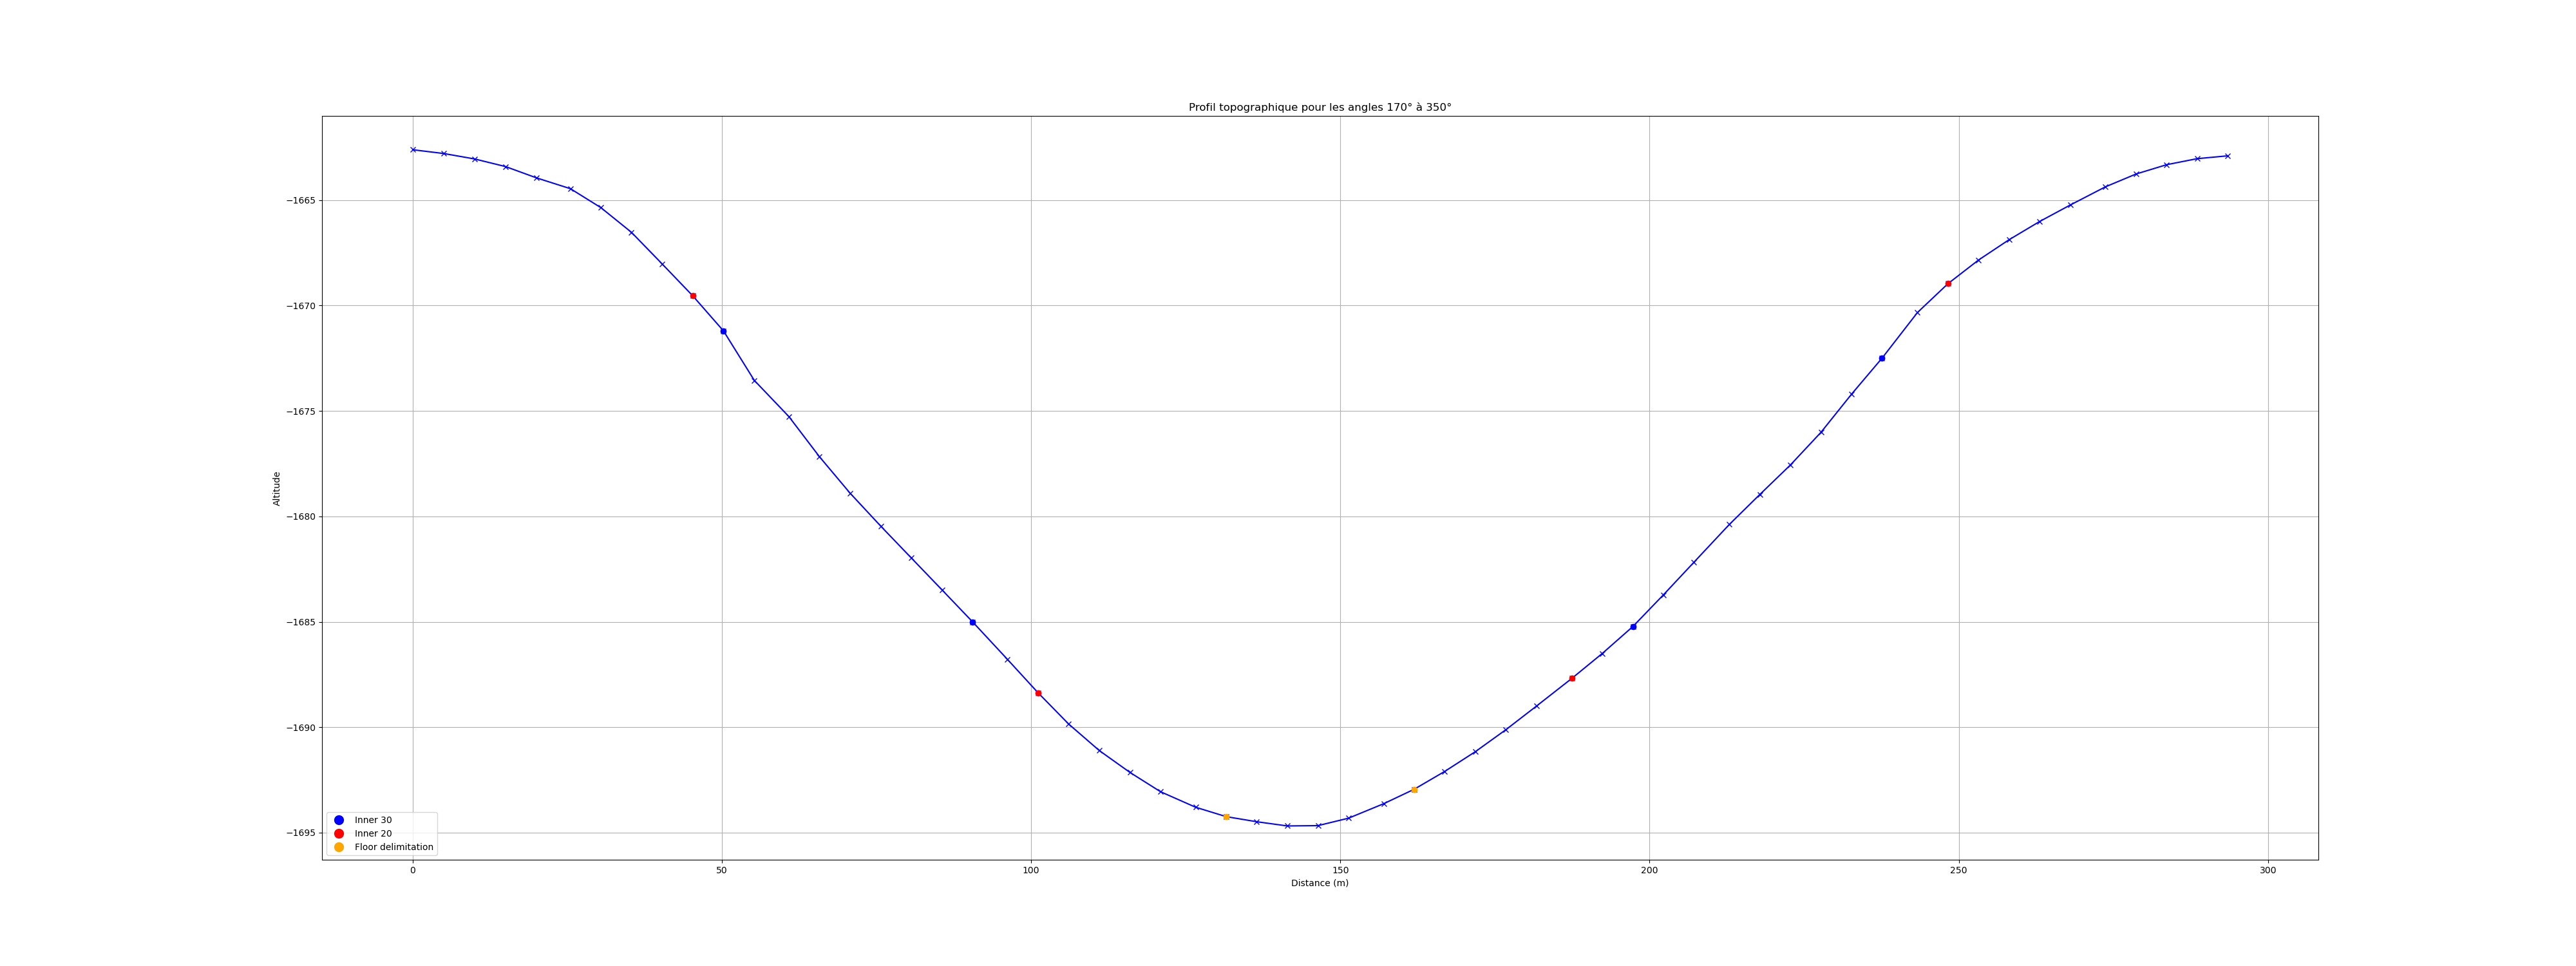 Profil topographique pour les angles 170° à 350°
Altitude
−1665
−1670
−1675
−1680
−1685
−1690
−1695
Inner 30
Inner 20
Floor delimitation
0 50 100 150 200 250 300
Distance (m)